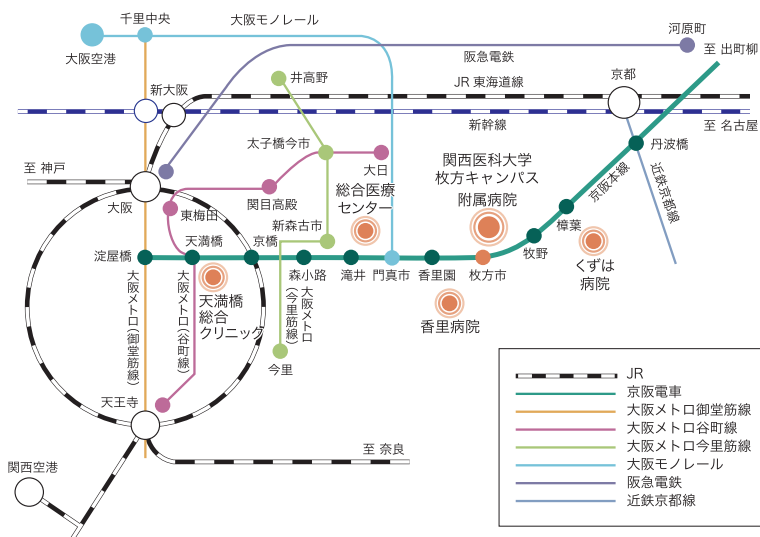 千里中央
大阪モノレール
大阪空港
河原町
至 出町柳
阪急電鉄
井高野
京都
新大阪
JR 東海道線
新幹線
至 名古屋
太子橋今市
大日
関西医科大学
枚方キャンパス
附属病院
丹波橋
至 神戸
総合医療
センター
京阪本線
近鉄京都線
大阪
東梅田
関目高殿
新森古市
樟葉
天満橋
京橋
牧野
淀屋橋
森小路
滝井
門真市
香里園
枚方市
くずは
病院
大阪メトロ(御堂筋線)
大阪メトロ(谷町線)
天満橋
総合
クリニック
大阪メトロ
(今里筋線)
香里病院
今里
天王寺
至 奈良
関西空港
JR
京阪電車
大阪メトロ御堂筋線
大阪メトロ谷町線
大阪メトロ今里筋線
大阪モノレール
阪急電鉄
近鉄京都線